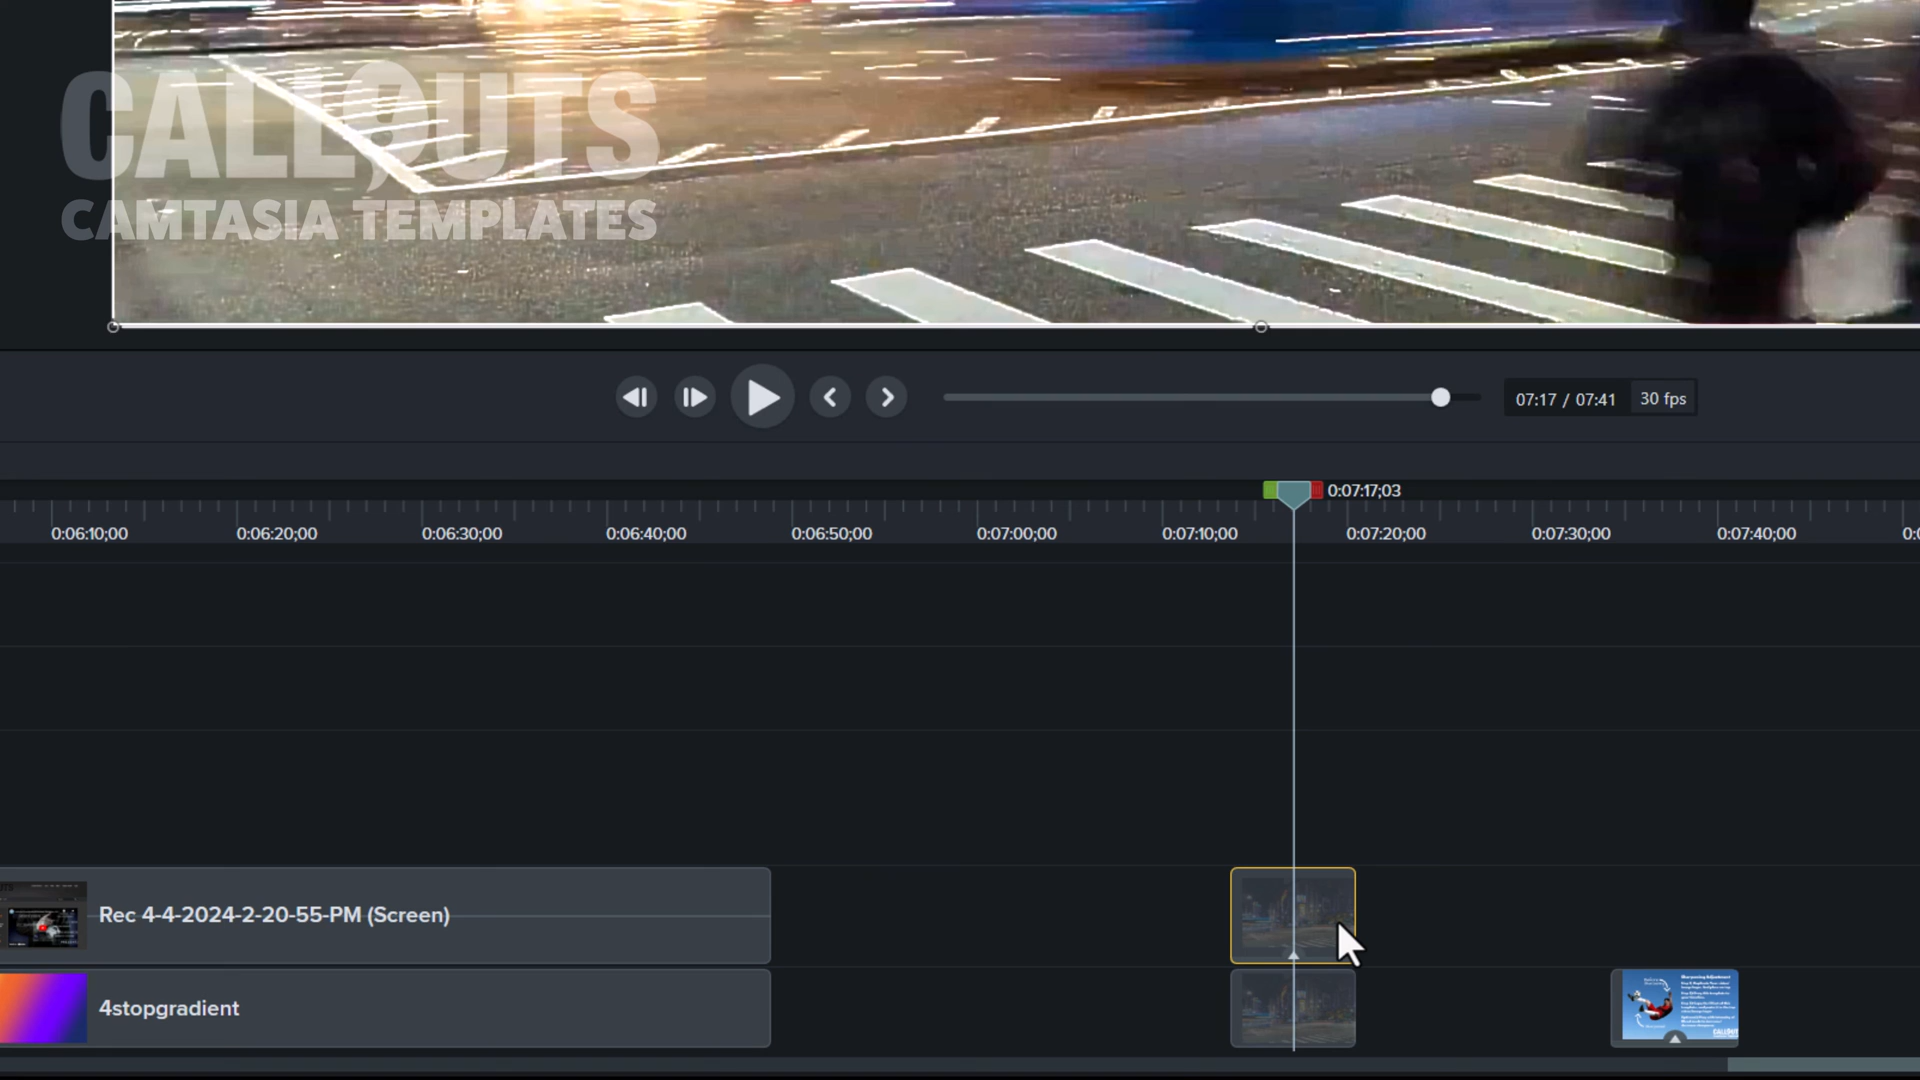 CALLOUTS
CAMTASIA TEMPLATES
07:17 / 07:41
30 fps
0:07:17;03
0:06:10;00
0:06:20;00
0:06:30;00
0:06:40;00
0:06:50;00
0:07:00;00
0:07:10;00
0:07:20;00
0:07:30;00
0:07:40;00
Rec 4-4-2024-2-20-55-PM (Screen)
4stopgradient